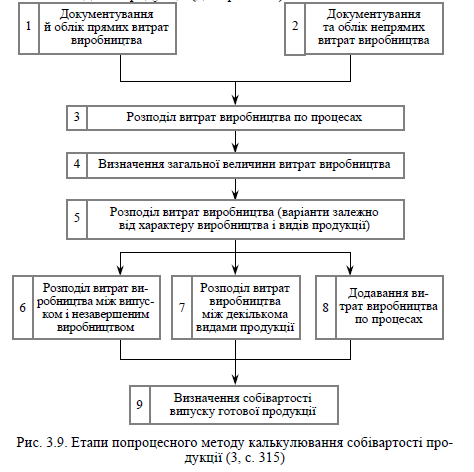 1
Документування
й облік прямих витрат
виробництва
2
Документування
та облік непрямих
витрат виробництва
3
Розподіл витрат виробництва по процесах
4
Визначення загальної величини витрат виробництва
5
Розподіл витрат виробництва (варіанти залежно
від характеру виробництва і видів продукції)
6
Розподіл витрат ви-
робництва між випус-
ком і незавершеним
виробництвом
7
Розподіл витрат
виробництва
між декількома
видами продукції
8
Додавання ви-
трат виробництва
по процесах
9
Визначення собівартості
випуску готової продукції
Рис. 3.9. Етапи попроцесного методу калькулювання собівартості про-
дукції (3, с. 315)